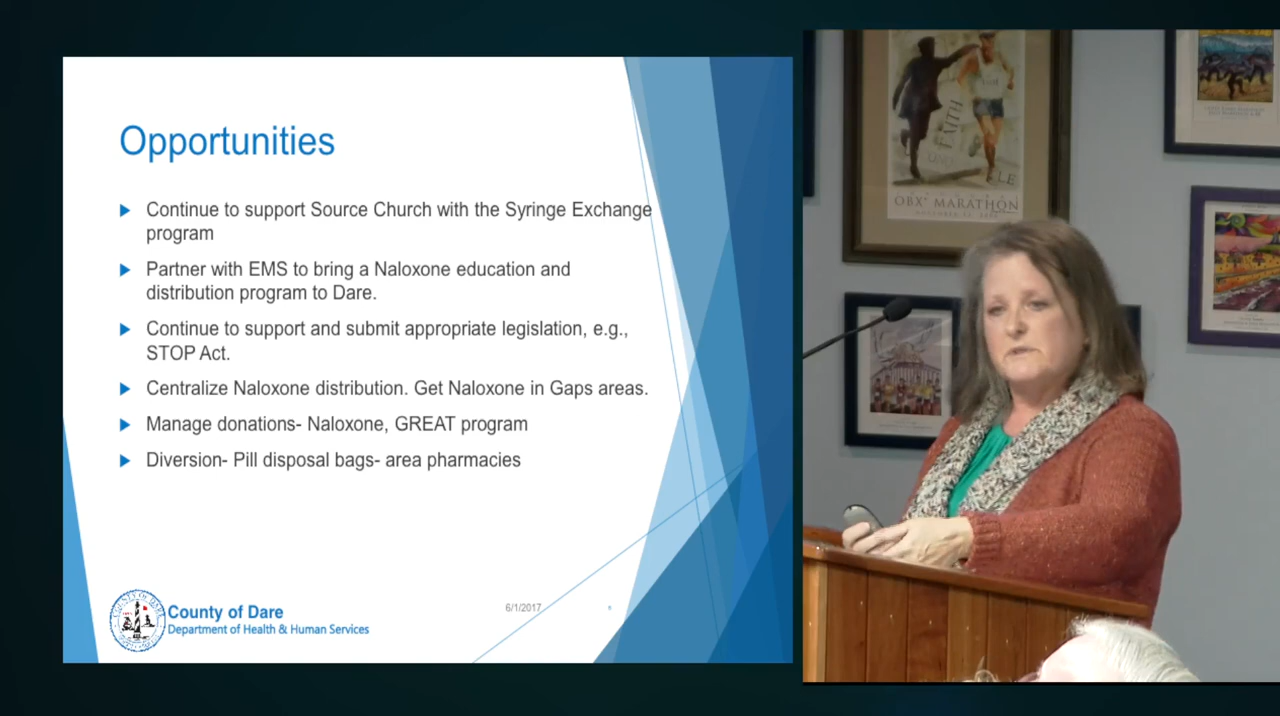 Opportunities
Continue to support Source Church with the Syringe Exchange
program
Partner with EMS to bring a Naloxone education and
distribution program to Dare.
Continue to support and submit appropriate legislation, e.g.,
STOP Act.
Centralize Naloxone distribution. Get Naloxone in Gaps areas.
Manage donations- Naloxone, GREAT program
Diversion- Pill disposal bags- area pharmacies
County of Dare
Department of Health & Human Services
6/1/2017
FAITH
OBX MARATHON